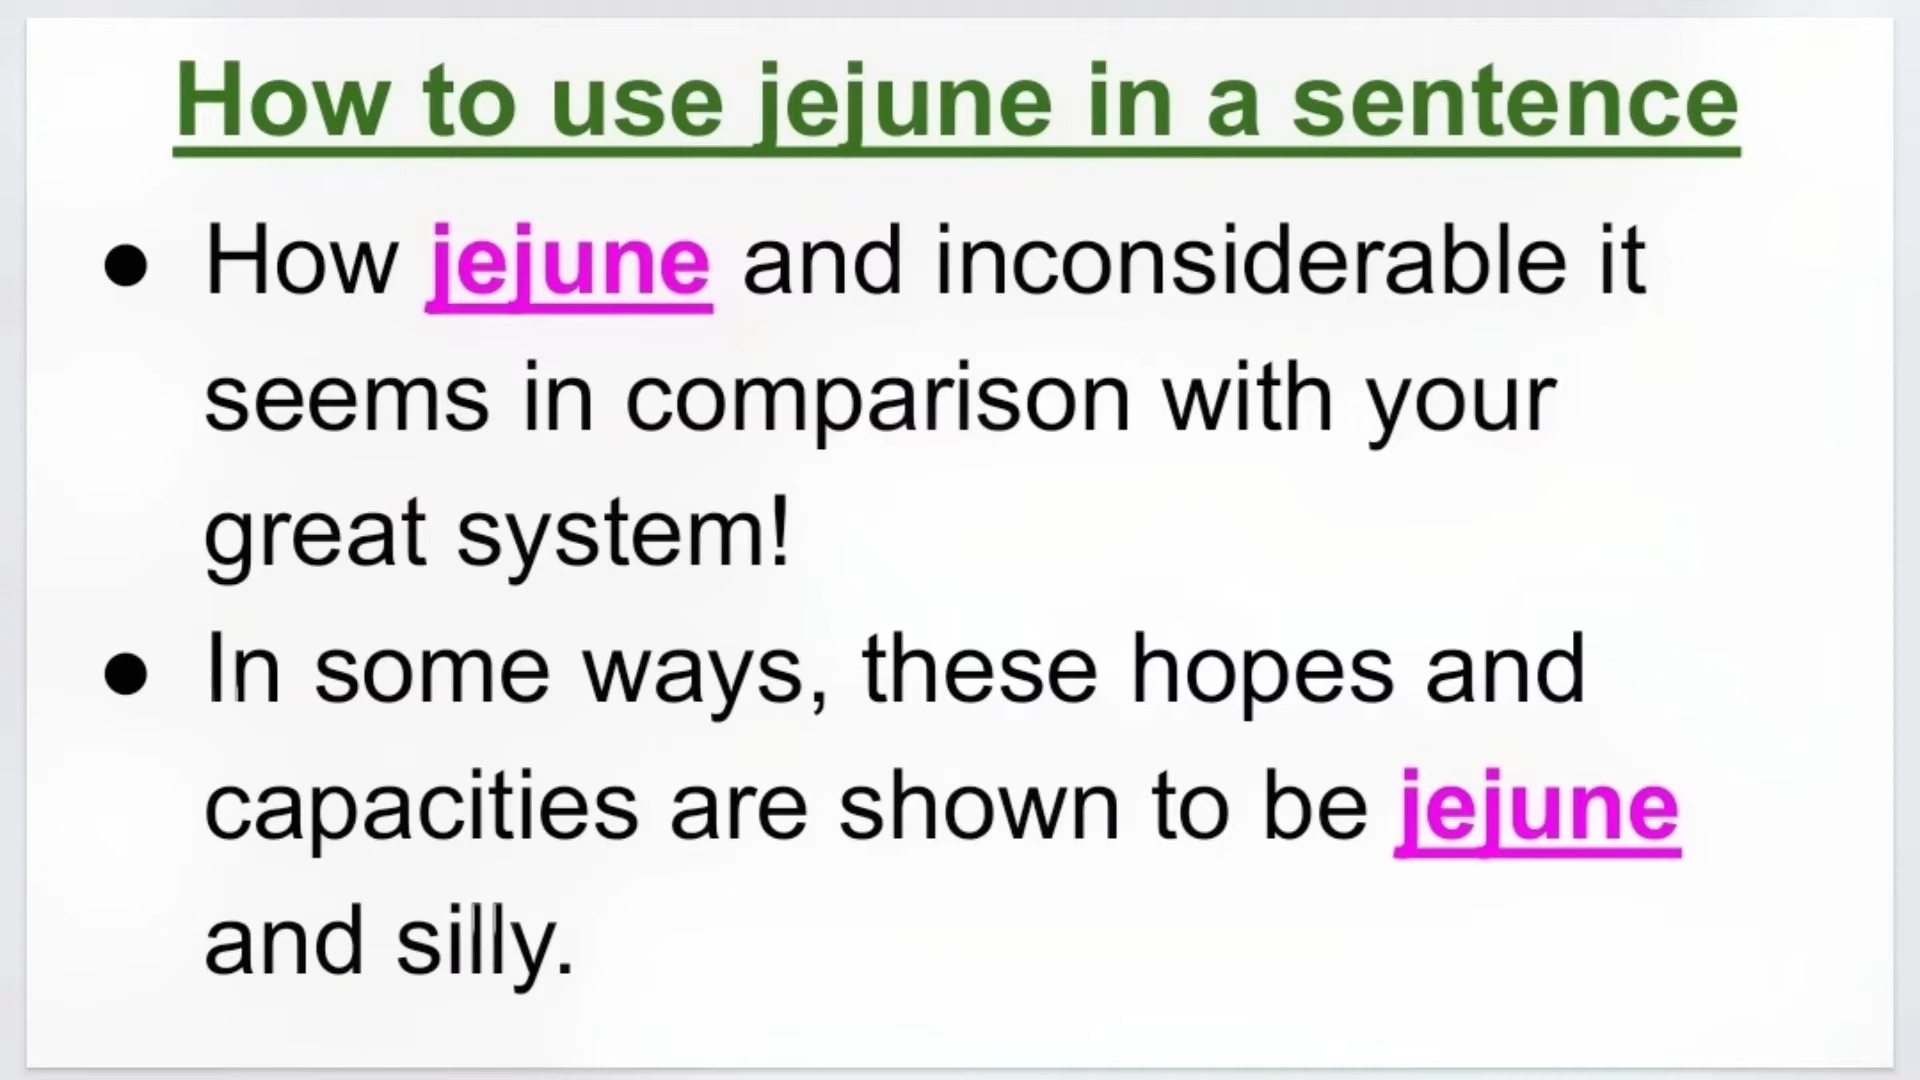 How to use jejune in a sentence
● How jejune and inconsiderable it
seems in comparison with your
great system!
● In some ways, these hopes and
capacities are shown to be jejune
and silly.